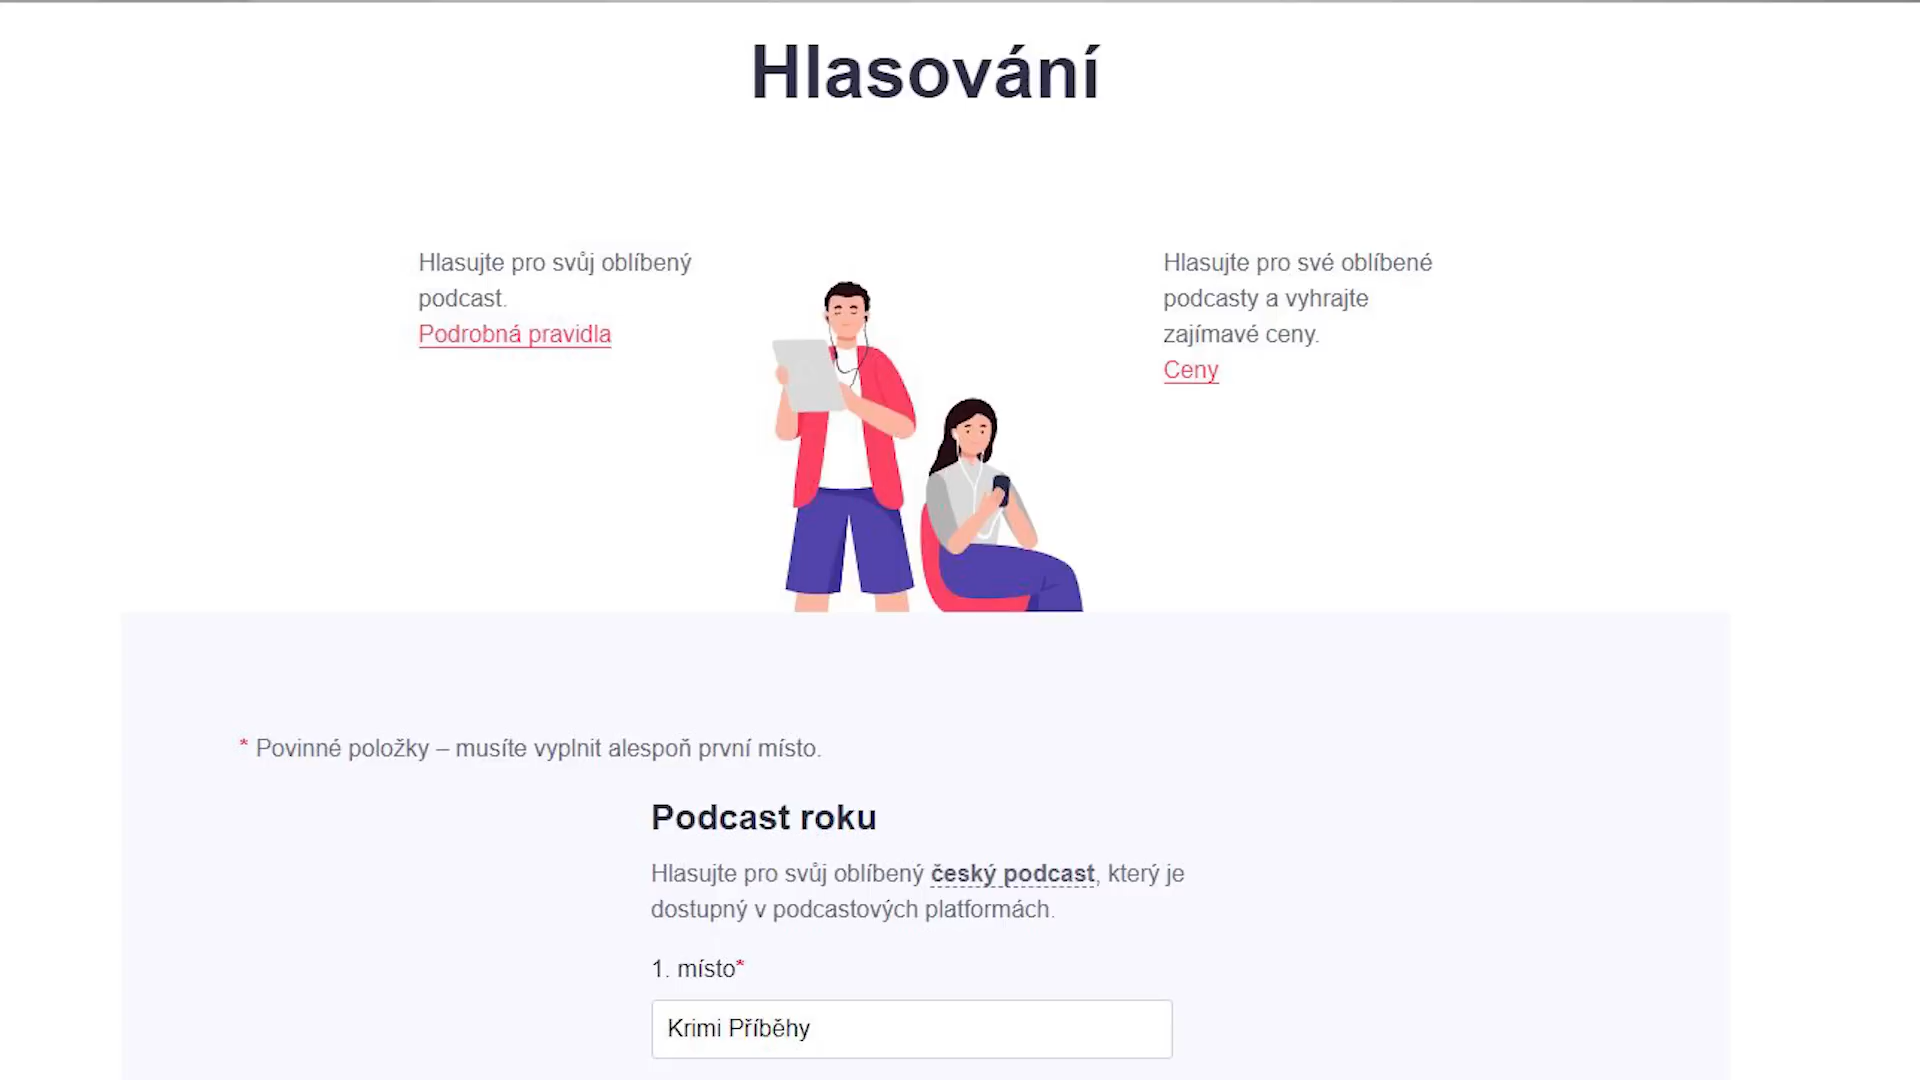 Hlasování
Hlasujte pro svůj oblíbený
podcast.
Podrobná pravidla
Hlasujte pro své oblíbené
podcasty a vyhrajte
zajímavé ceny.
Ceny
* Povinné položky – musíte vyplnit alespoň první místo.
Podcast roku
Hlasujte pro svůj oblíbený český podcast, který je
dostupný v podcastových platformách.
1. místo*
Krimi Příběhy